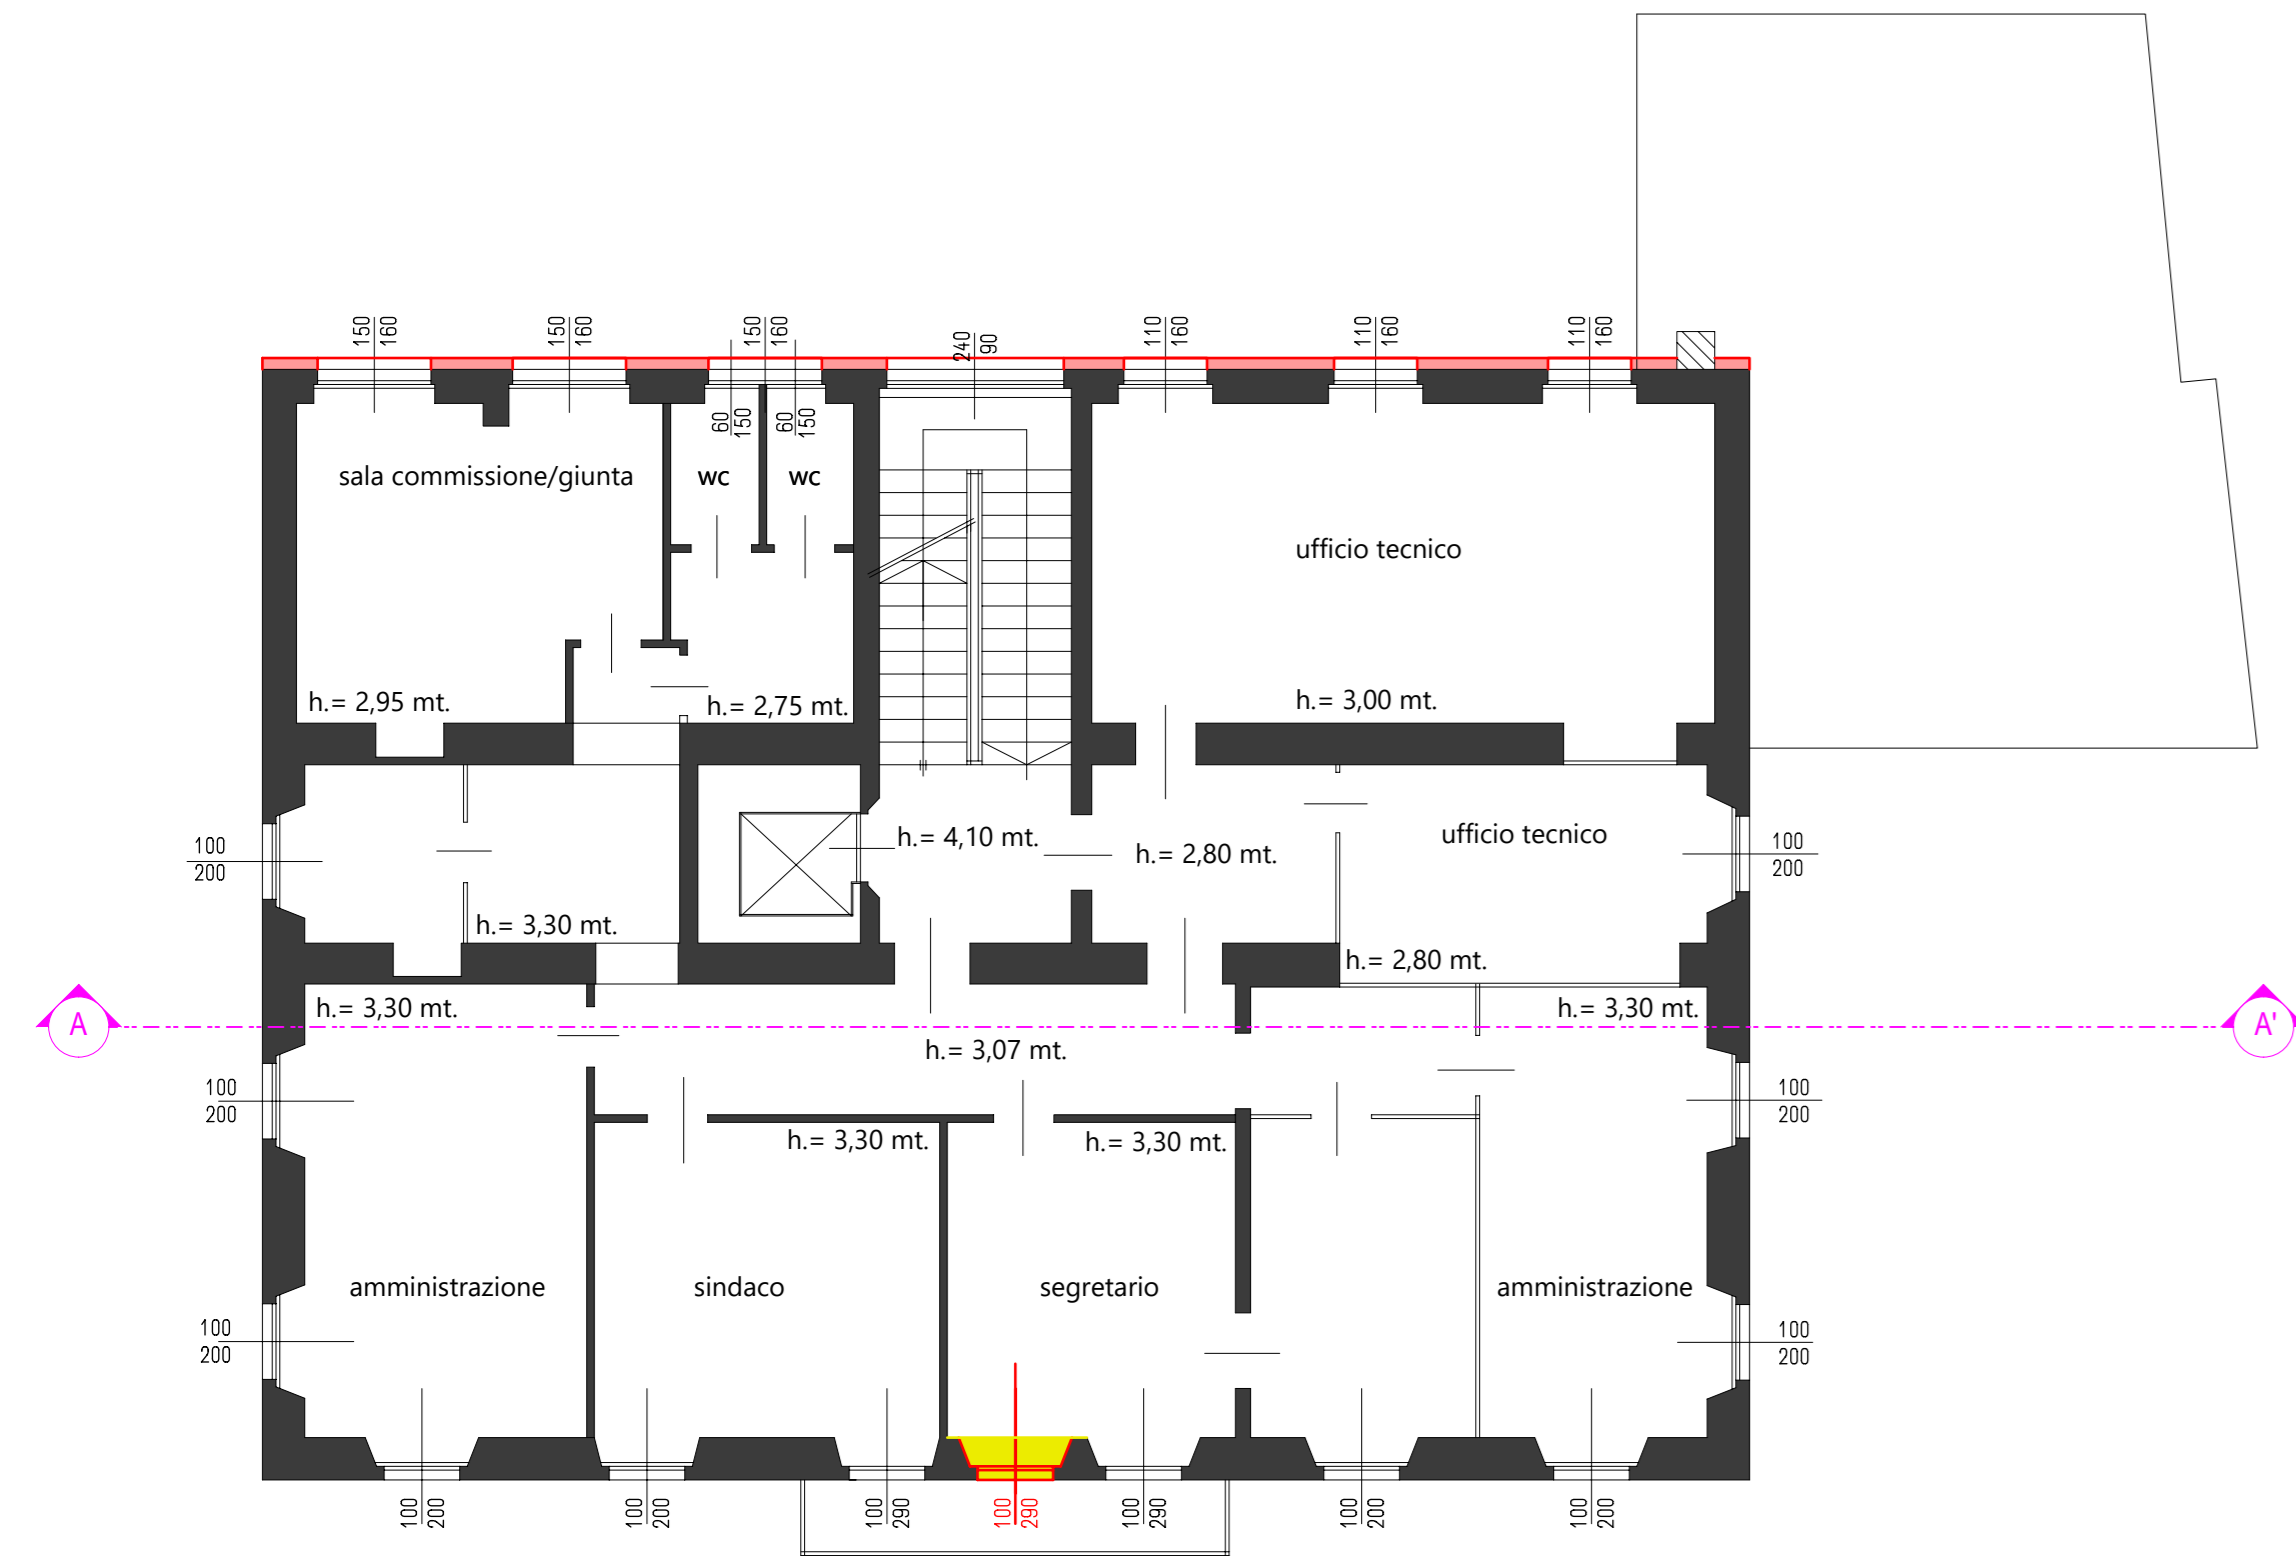 150
160
150
160
150
160
240
90
110
160
110
160
110
160
60
150
60
150
sala commissione/giunta
wc
wc
ufficio tecnico
h.= 2,95 mt.
h.= 2,75 mt.
h.= 3,00 mt.
100
200
h.= 4,10 mt.
h.= 2,80 mt.
ufficio tecnico
100
200
h.= 3,30 mt.
h.= 2,80 mt.
h.= 3,30 mt.
h.= 3,30 mt.
A
A'
h.= 3,07 mt.
100
200
100
200
h.= 3,30 mt.
h.= 3,30 mt.
amministrazione
sindaco
segretario
amministrazione
100
200
100
200
100
200
100
200
100
290
100
290
100
290
100
200
100
200